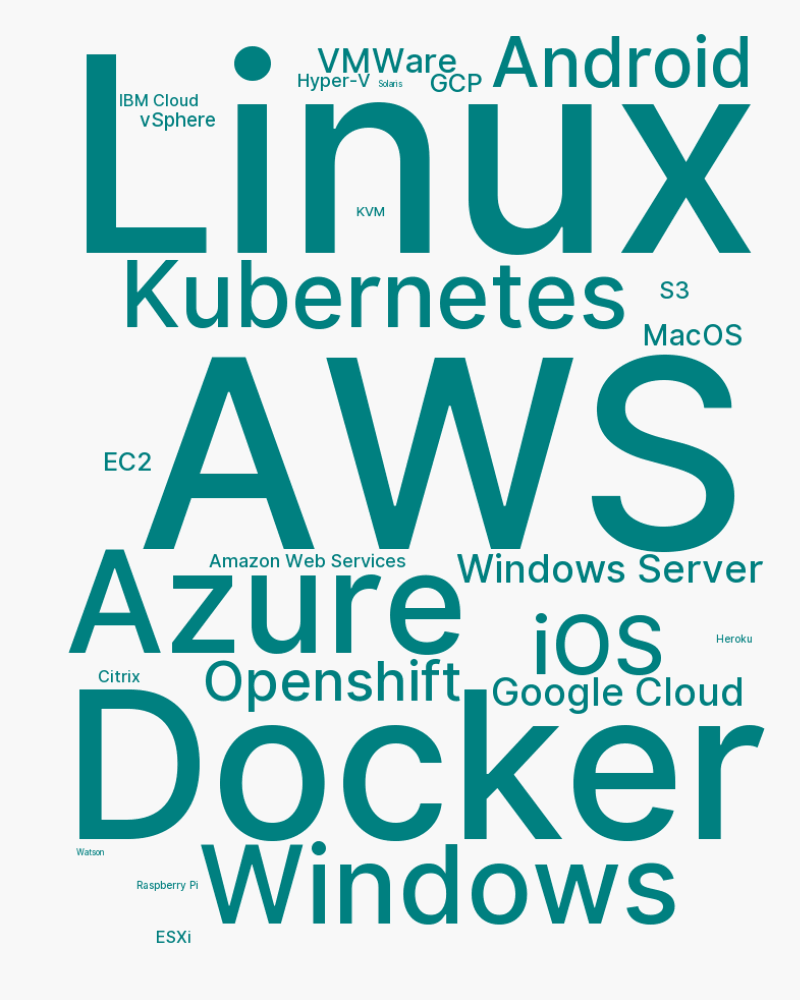 VMWare
Android
Hyper-V
Solaris
GCP
IBM Cloud
vSphere
Linux
KVM
Kubernetes
S3
MacOS
AWS
EC2
Amazon Web Services
Windows Server
Azure
iOS
Heroku
Citrix
Openshift
Google Cloud
Docker
Watson
Windows
Raspberry Pi
ESXi